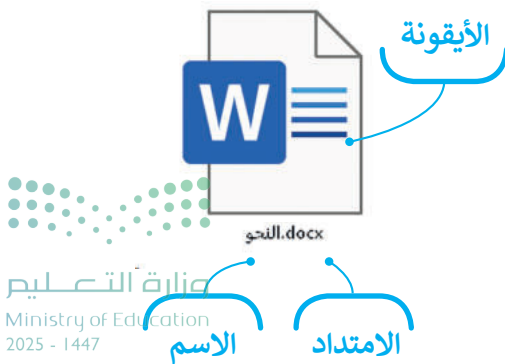 الأيقونة
W
النحو.docx
وزارة التعليم
Ministry of Education
2025 - 1447
الامتداد
الاسم